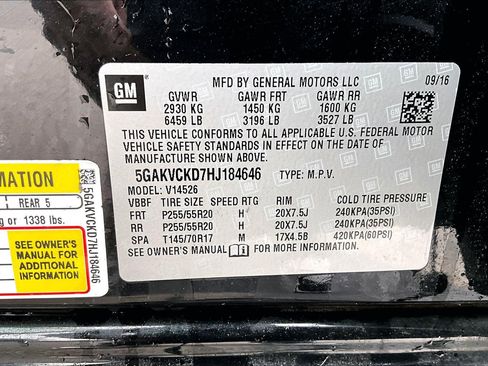 GM
MFD BY GENERAL MOTORS LLC 09/16
GVWR GAWR FRT GAWR RR
2930 KG 1450 KG 1600 KG
6459 LB 3196 LB 3527 LB
THIS VEHICLE CONFORMS TO ALL APPLICABLE U.S. FEDERAL MOTOR
VEHICLE SAFETY STANDARDS IN EFFECT ON THE DATE OF
MANUFACTURE SHOWN ABOVE.
5GAKVCKD7HJ184646 TYPE: M.P.V.
MODEL: V14526
VBBF TIRE SIZE SPEED RTG RIM COLD TIRE PRESSURE
FRT P255/55R20 H 20X7.5J 240KPA(35PSI)
RR P255/55R20 H 20X7.5J 240KPA(35PSI)
SPA T145/70R17 M 17X4.5B 420KPA(60PSI)
SEE OWNER'S MANUAL FOR MORE INFORMATION.
REAR 5
or 1338 lbs.
SEE OWNER'S
MANUAL FOR
ADDITIONAL
INFORMATION
5GAKVCKD7HJ184646